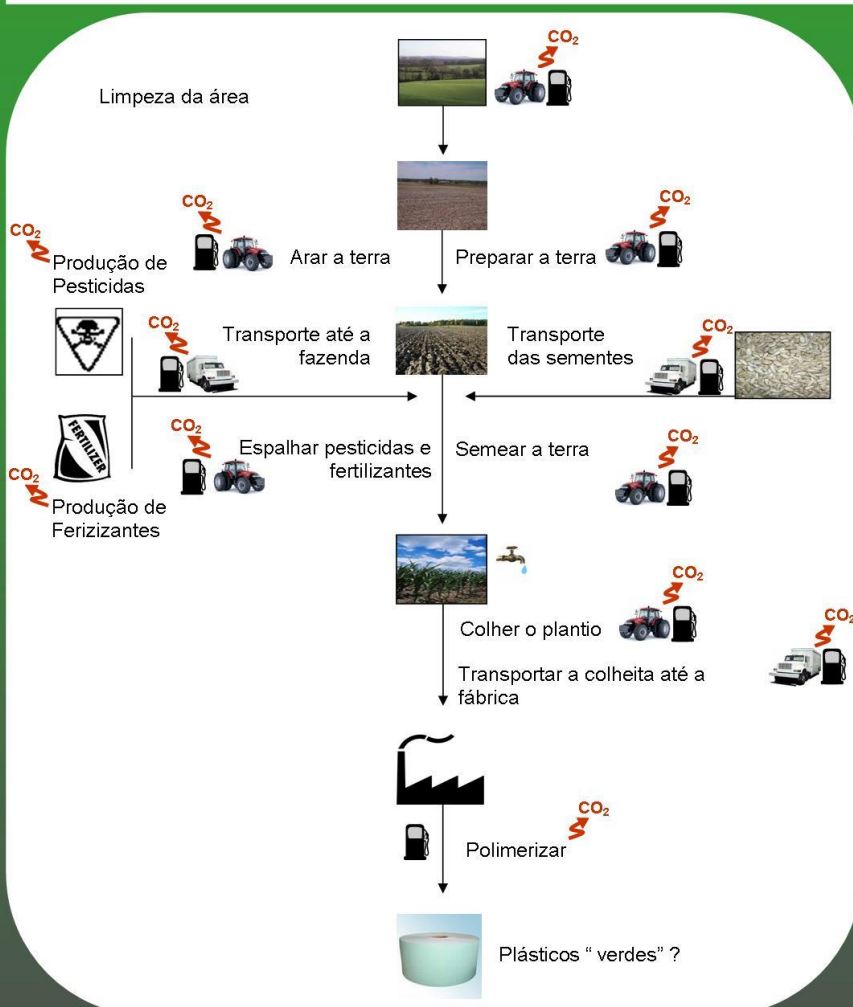 CO₂
Limpeza da área
CO₂
CO₂
CO₂
Arar a terra
Preparar a terra
Produção de
Pesticidas
CO₂
Transporte até a
fazenda
Transporte
das sementes
CO₂
FERTILIZER
CO₂
Espalhar pesticidas e
fertilizantes
Semear a terra
CO₂
CO₂
Produção de
Ferizizantes
CO₂
Colher o plantio
CO₂
Transportar a colheita até a
fábrica
CO₂
Polimerizar
Plásticos “ verdes” ?